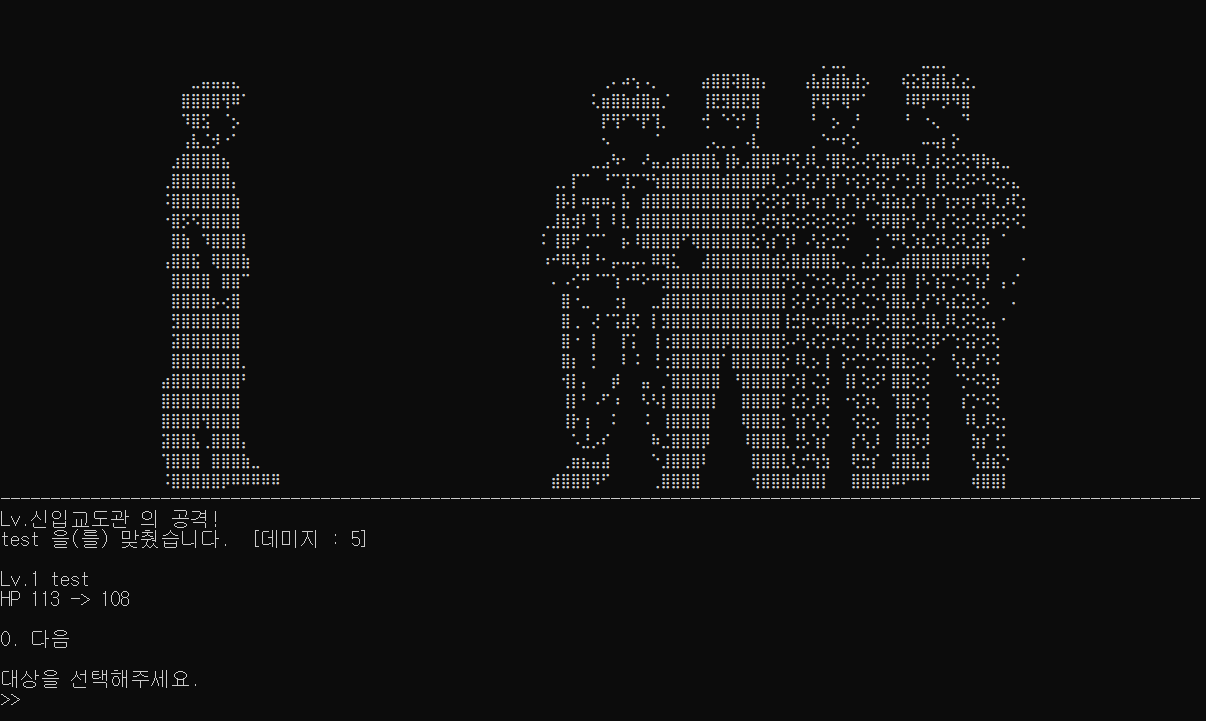 Lv.신입교도관 의 공격!
test 을(를) 맞췄습니다.  [데미지 : 5]
Lv.1 test
HP 113 -> 108
0. 다음
대상을 선택해주세요.
>>